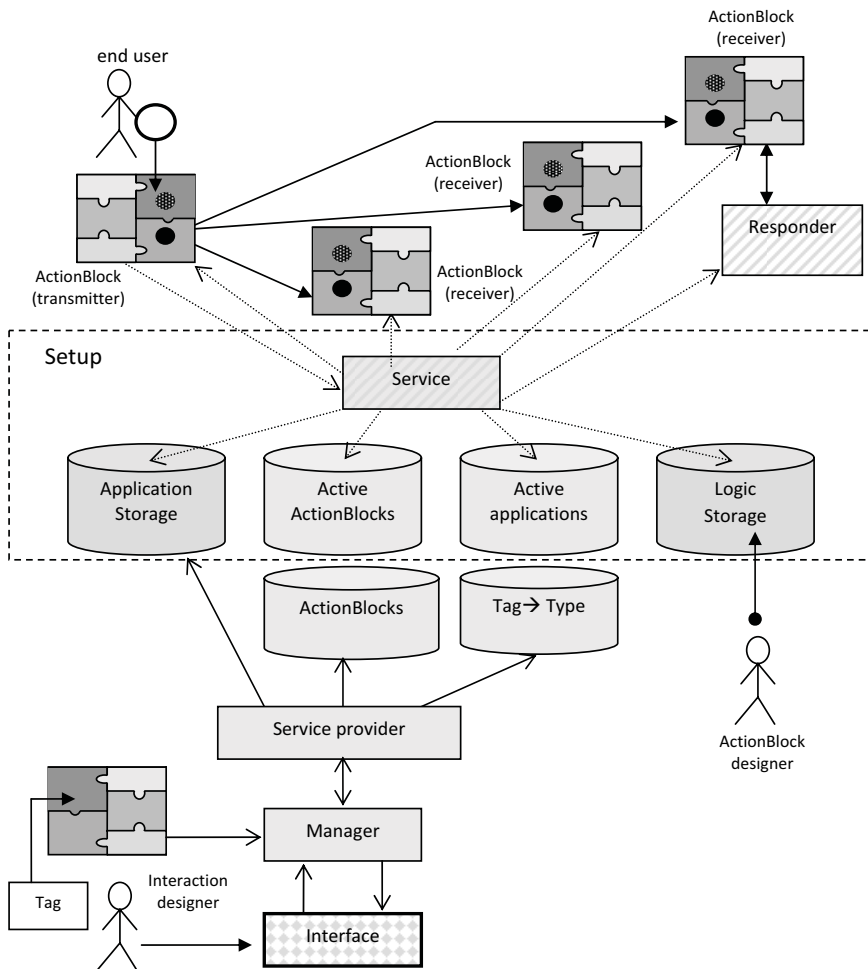 ActionBlock
(receiver)
end user
ActionBlock
(receiver)
Responder
ActionBlock
(transmitter)
ActionBlock
(receiver)
Setup
Service
Application
Storage
Active
ActionBlocks
Active
applications
Logic
Storage
ActionBlocks
Tag→ Type
Service provider
ActionBlock
designer
Manager
Tag
Interaction
designer
Interface